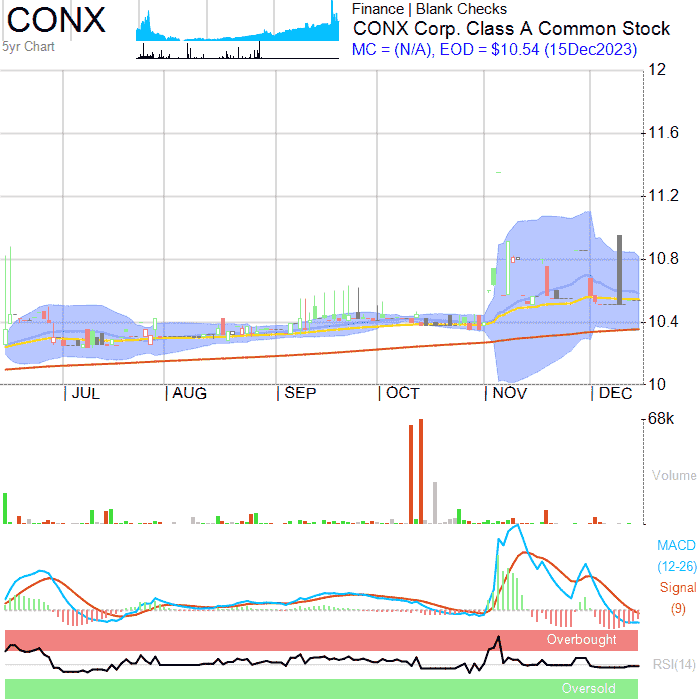 CONX
5yr Chart
Finance | Blank Checks
CONX Corp. Class A Common Stock
MC = (N/A), EOD = $10.54 (15Dec2023)
12
11.6
11.2
10.8
10.4
10
JUL AUG SEP OCT NOV DEC
68k
Volume
MACD
(12-26)
Signal
(9)
Overbought
RSI(14)
Oversold